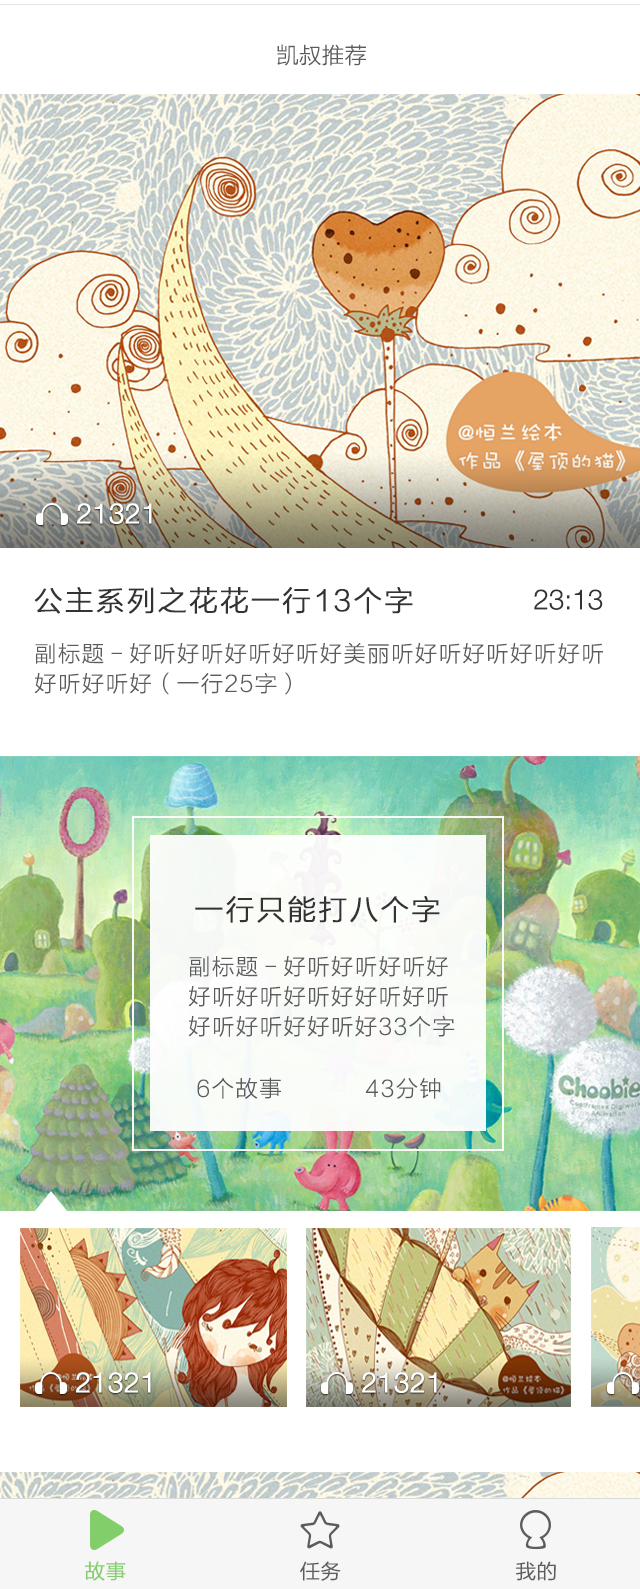 凯叔推荐
@恒兰绘本
作品《屋顶的猫》
21321
公主系列之花花一行13个字
23:13
副标题－好听好听好听好听好美丽听好听好听好听好听
好听好听好（一行25字）
一行只能打八个字
副标题－好听好听好听好
好听好听好听好好听好听
好听好听好好听好33个字
6个故事
43分钟
Choobie
21321
21321
@恒兰绘本
作品《屋顶的猫》
故事
任务
我的